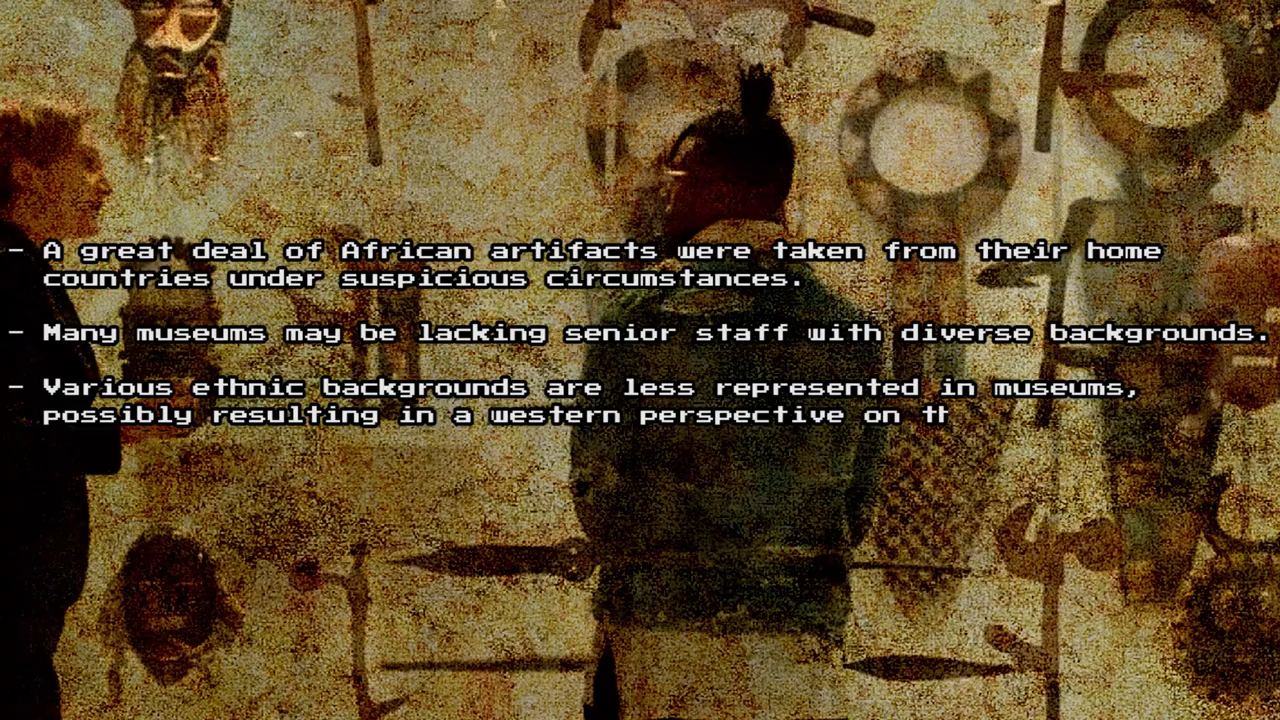 - A great deal of African artifacts were taken from their home
countries under suspicious circumstances.
- Many museums may be lacking senior staff with diverse backgrounds.
- Various ethnic backgrounds are less represented in museums,
possibly resulting in a western perspective on th